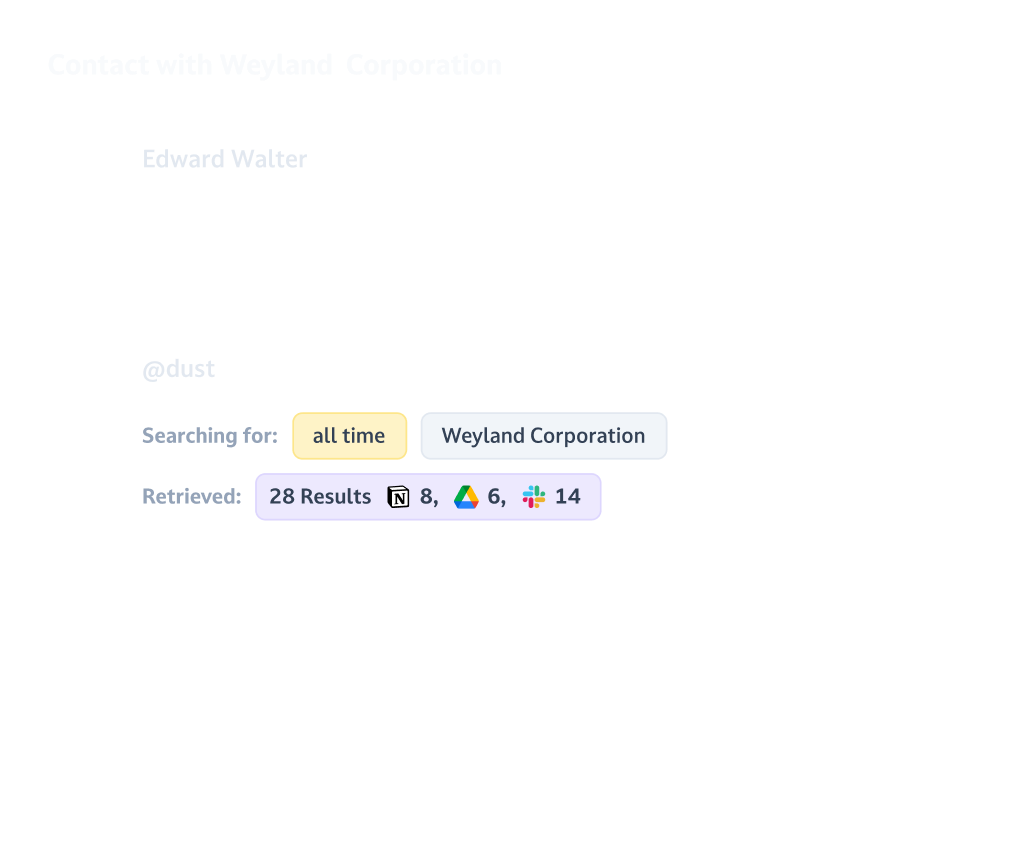 Contact with Weyland Corporation
Edward Walter
@dust
Searching for: all time Weyland Corporation
Retrieved: 28 Results N 8, 6, 14